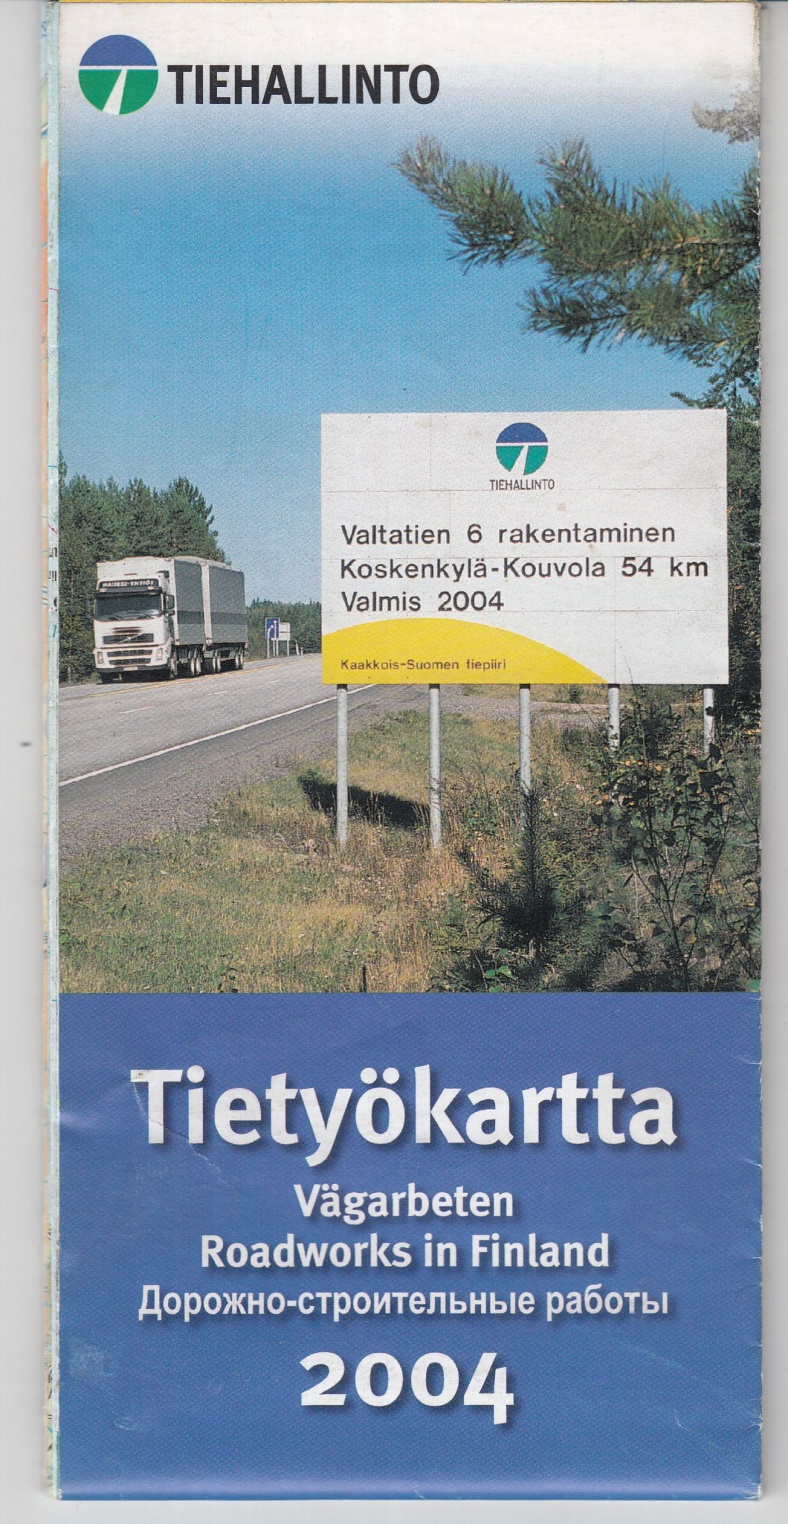 TIEHALLINTO
TIEHALLINTO
Valtatien 6 rakentaminen
Koskenkylä-Kouvola 54 km
Valmis 2004
Kaakkois-Suomen tiepiiri
Tietyökartta
Vägarbeten
Roadworks in Finland
Дорожно-строительные работы
2004